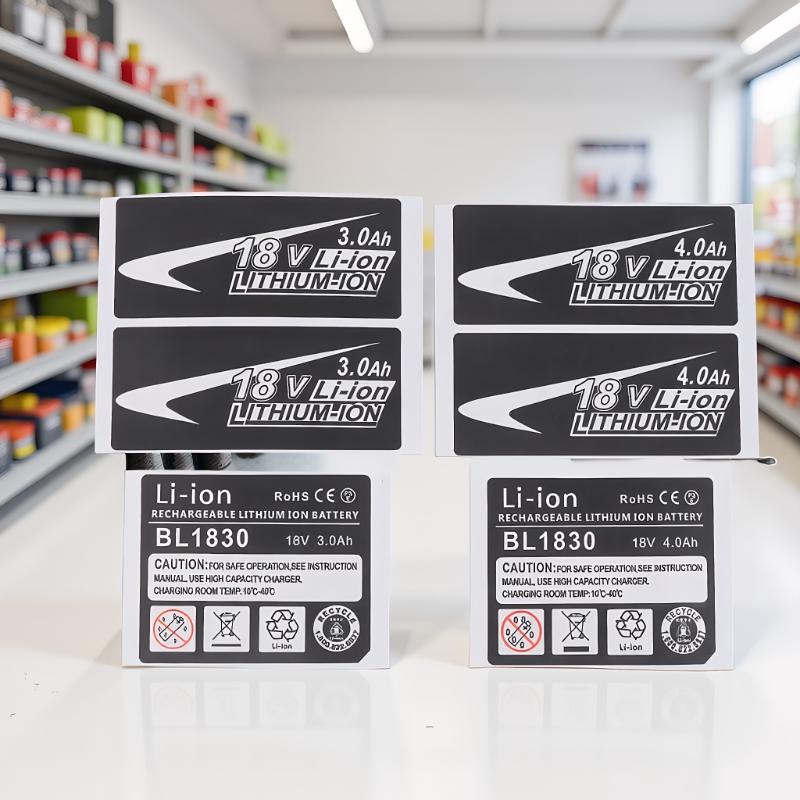 3.0Ah
18 V Li-ion
LITHIUM-ION
3.0Ah
18 V Li-ion
LITHIUM-ION
4.0Ah
18 V Li-ion
LITHIUM-ION
4.0Ah
18 V Li-ion
LITHIUM-ION
Li-ion RoHS CE
RECHARGEABLE LITHIUM ION BATTERY
BL1830 18V 3.0Ah
CAUTION:FOR SAFE OPERATION,SEE INSTRUCTION
MANUAL. USE HIGH CAPACITY CHARGER.
CHARGING ROOM TEMP:10℃-40℃
Li-ion
RECYCLE
Li-ion RoHS CE
RECHARGEABLE LITHIUM ION BATTERY
BL1830 18V 4.0Ah
CAUTION:FOR SAFE OPERATION,SEE INSTRUCTION
MANUAL. USE HIGH CAPACITY CHARGER.
CHARGING ROOM TEMP:10℃-40℃
Li-ion
RECYCLE